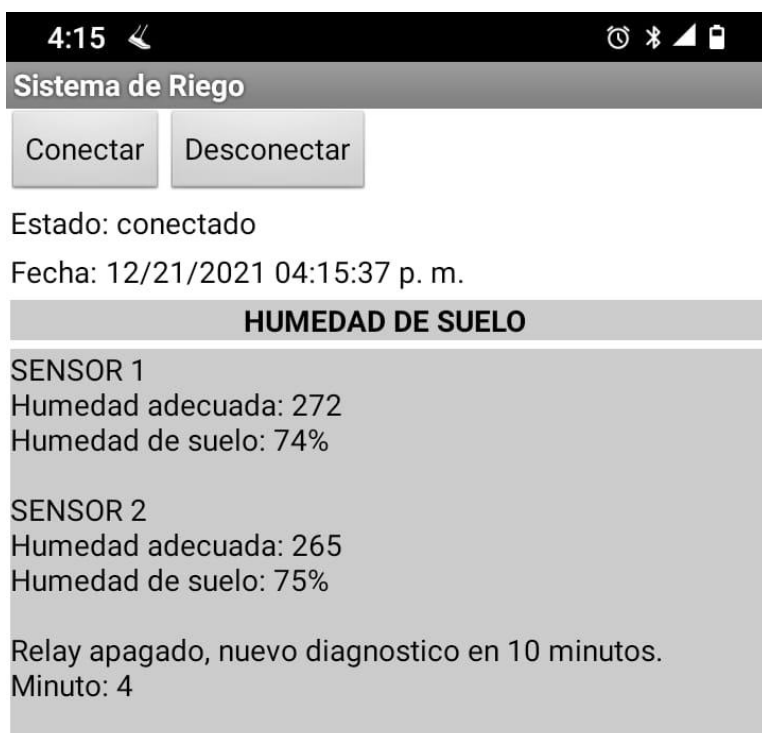 4:15
Sistema de Riego
Conectar Desconectar
Estado: conectado
Fecha: 12/21/2021 04:15:37 p. m.
HUMEDAD DE SUELO
SENSOR 1
Humedad adecuada: 272
Humedad de suelo: 74%
SENSOR 2
Humedad adecuada: 265
Humedad de suelo: 75%
Relay apagado, nuevo diagnostico en 10 minutos.
Minuto: 4